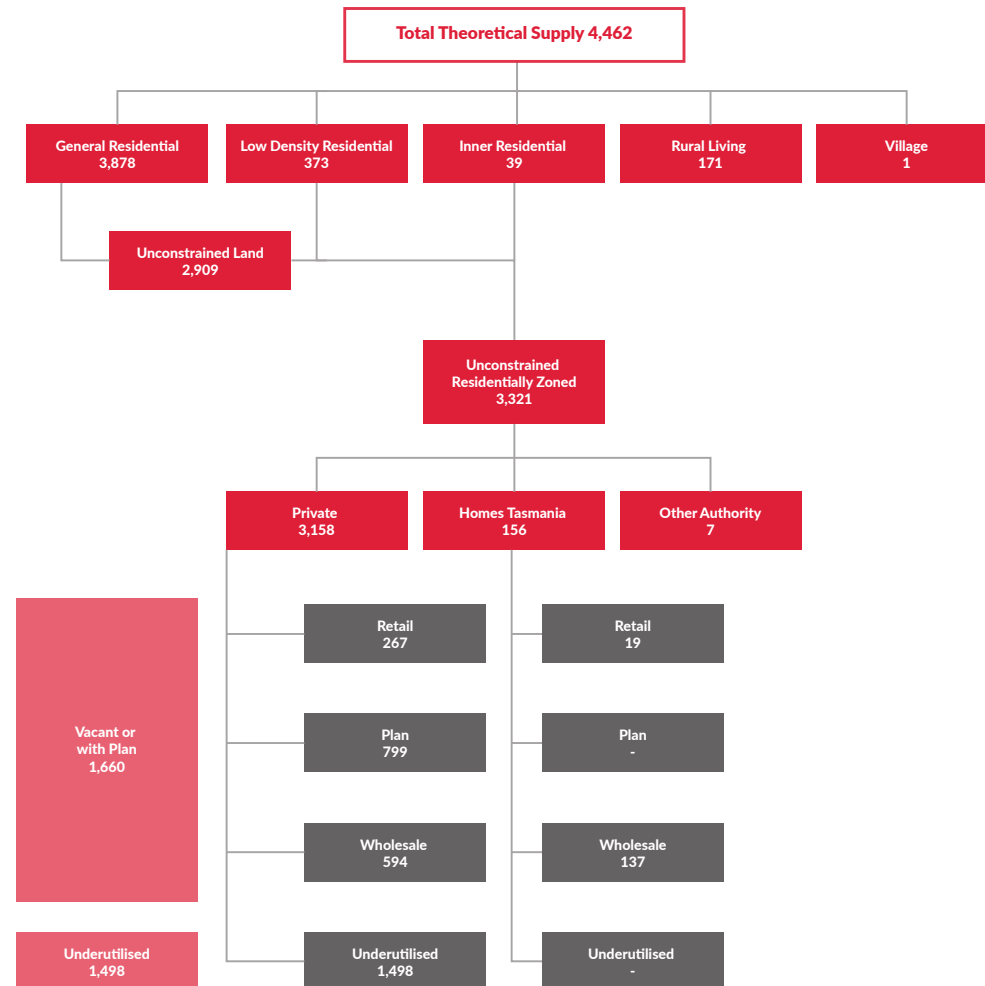 Total Theoretical Supply 4,462
General Residential
3,878
Low Density Residential
373
Inner Residential
39
Rural Living
171
Village
1
Unconstrained Land
2,909
Unconstrained
Residentially Zoned
3,321
Private
3,158
Homes Tasmania
156
Other Authority
7
Vacant or
with Plan
1,660
Retail
267
Retail
19
Plan
799
Plan
-
Wholesale
594
Wholesale
137
Underutilised
1,498
Underutilised
1,498
Underutilised
-